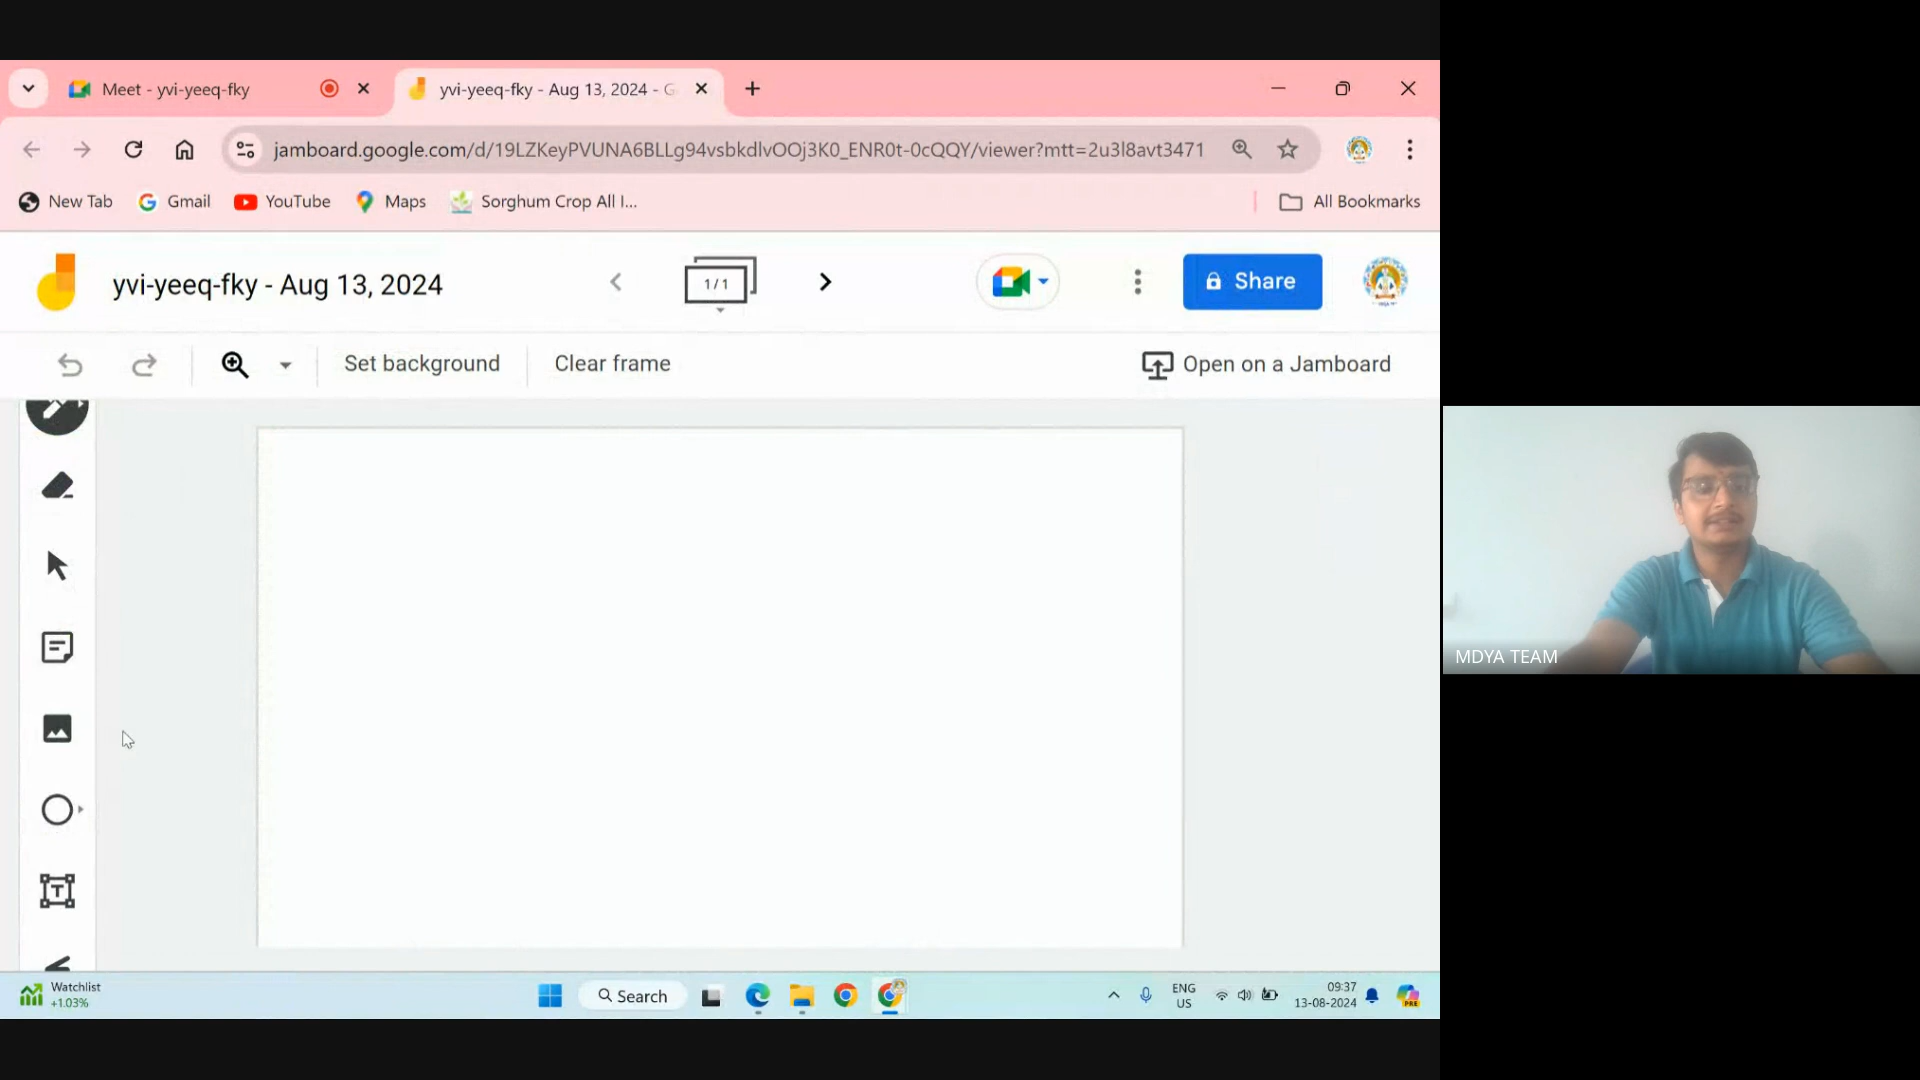 Meet - yvi-yeeq-fky
yvi-yeeq-fky - Aug 13, 2024 - G
jamboard.google.com/d/19LZKeyPVUNA6BLLg94vsbkdlvOOj3K0_ENR0t-0cQQY/viewer?mtt=2u3l8avt3471
New Tab
Gmail
YouTube
Maps
Sorghum Crop All I...
All Bookmarks
yvi-yeeq-fky - Aug 13, 2024
1 / 1
Share
Set background
Clear frame
Open on a Jamboard
MDYA TEAM
Watchlist
+1.03%
Search
ENG
US
09:37
13-08-2024
PRE